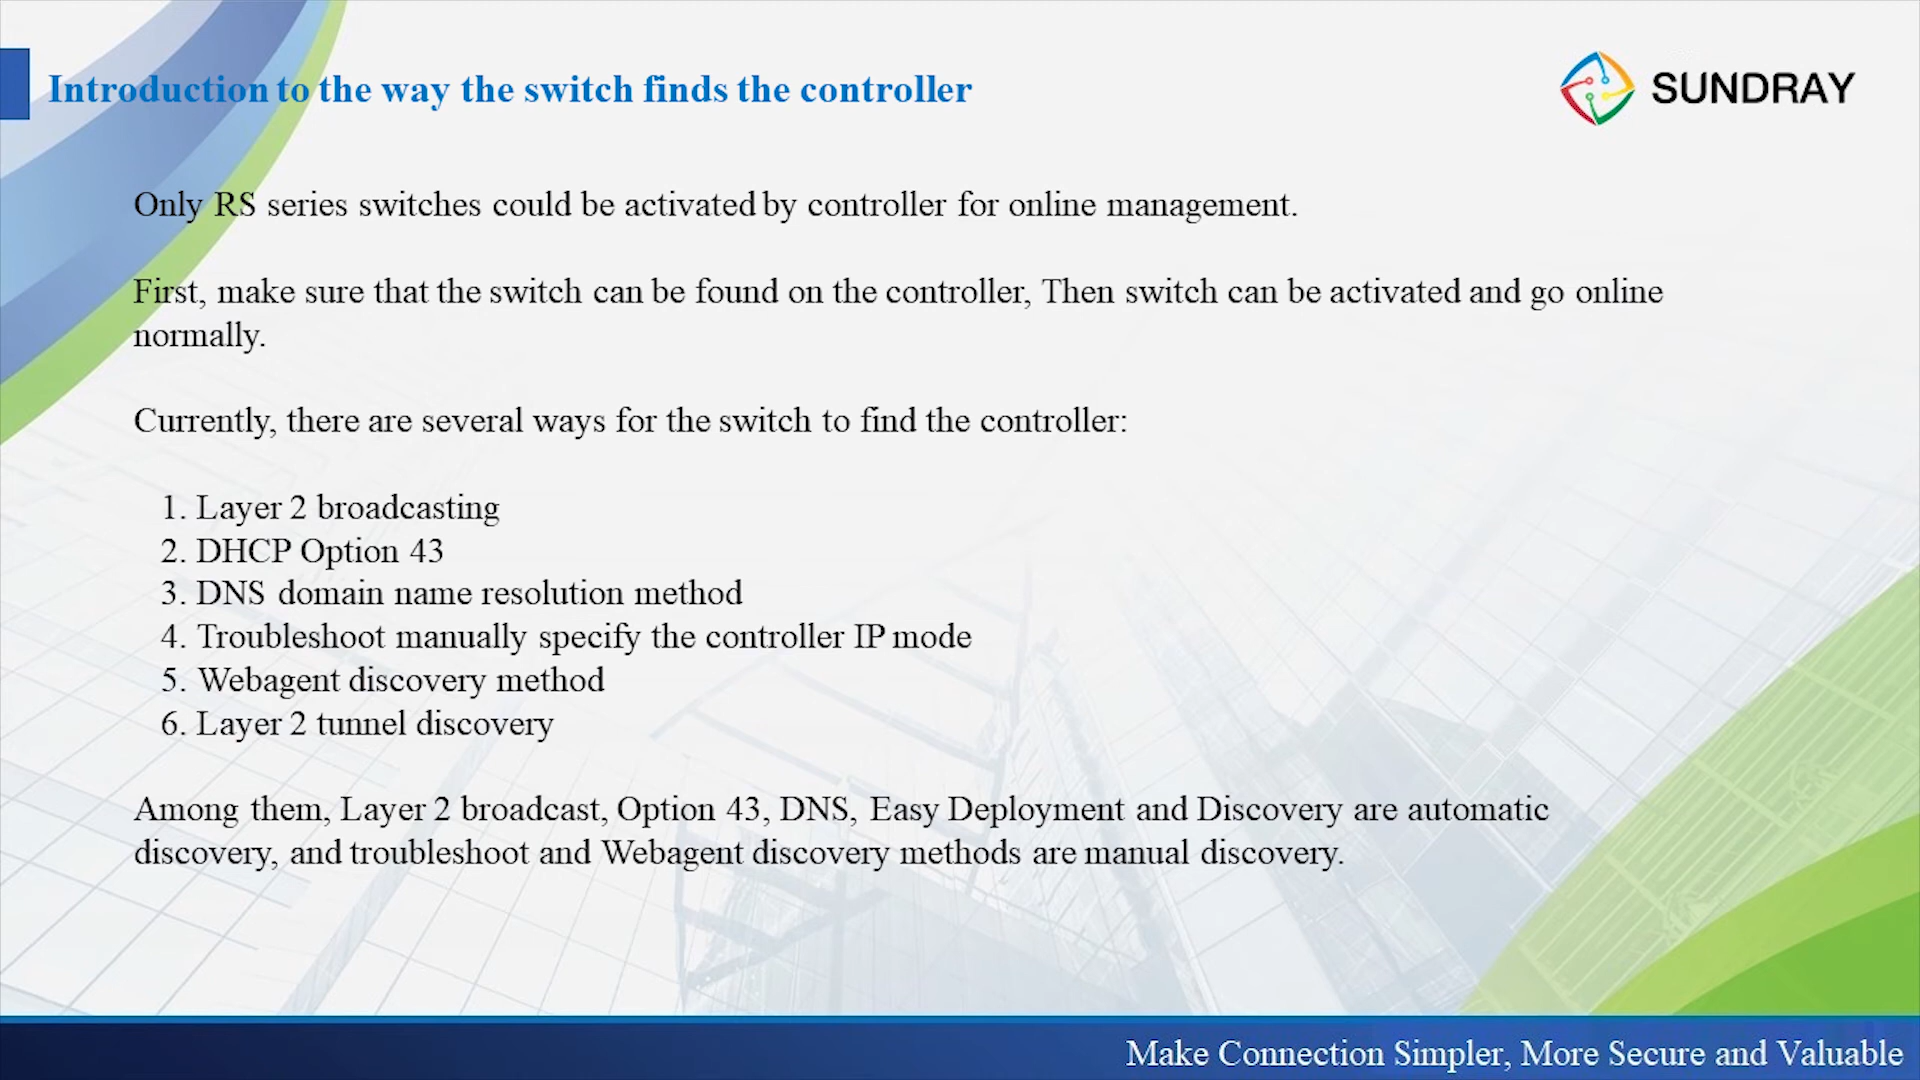 Introduction to the way the switch finds the controller
SUNDRAY
Only RS series switches could be activated by controller for online management.
First, make sure that the switch can be found on the controller, Then switch can be activated and go online
normally.
Currently, there are several ways for the switch to find the controller:
1. Layer 2 broadcasting
2. DHCP Option 43
3. DNS domain name resolution method
4. Troubleshoot manually specify the controller IP mode
5. Webagent discovery method
6. Layer 2 tunnel discovery
Among them, Layer 2 broadcast, Option 43, DNS, Easy Deployment and Discovery are automatic
discovery, and troubleshoot and Webagent discovery methods are manual discovery.
Make Connection Simpler, More Secure and Valuable